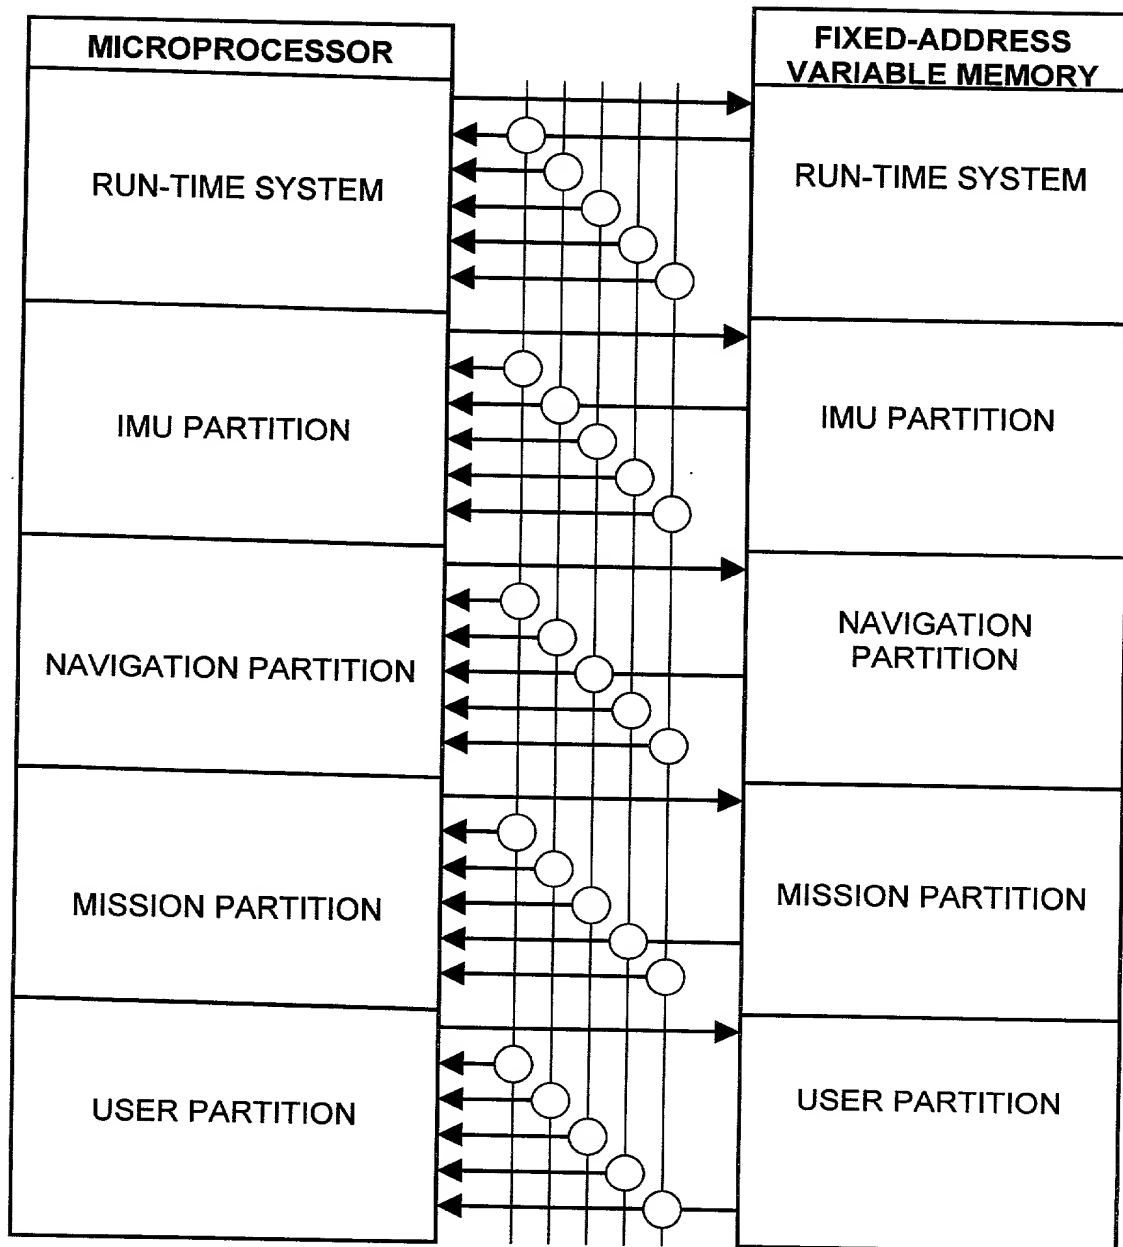 MICROPROCESSOR
FIXED-ADDRESS
VARIABLE MEMORY
RUN-TIME SYSTEM
RUN-TIME SYSTEM
IMU PARTITION
IMU PARTITION
NAVIGATION PARTITION
NAVIGATION
PARTITION
MISSION PARTITION
MISSION PARTITION
USER PARTITION
USER PARTITION